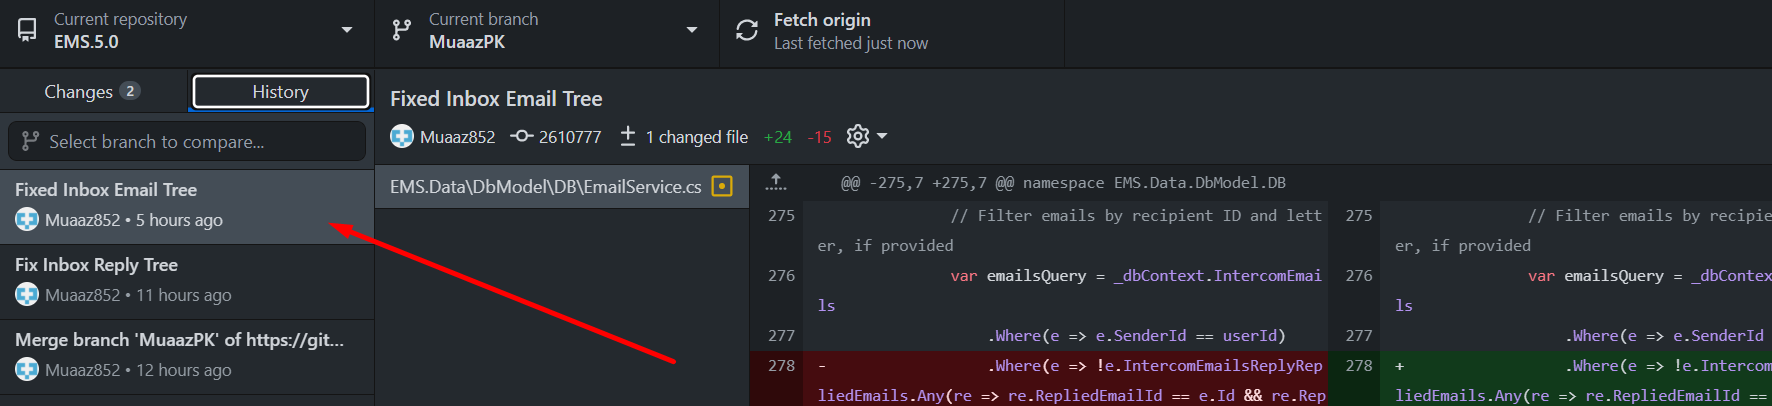 Current repository
EMS.5.0
Current branch
MuaazPK
Fetch origin
Last fetched just now
Changes 2
History
Select branch to compare...
Fixed Inbox Email Tree
Muaaz852 • 5 hours ago
Fix Inbox Reply Tree
Muaaz852 • 11 hours ago
Merge branch 'MuaazPK' of https://git...
Muaaz852 • 12 hours ago
Fixed Inbox Email Tree
Muaaz852 2610777 1 changed file +24 -15
EMS.Data\DbModel\DB\EmailService.cs
@@ -275,7 +275,7 @@ namespace EMS.Data.DbModel.DB
275 // Filter emails by recipient ID and lett
er, if provided
276 var emailsQuery = _dbContext.IntercomEmai
ls
277 .Where(e => e.SenderId == userId)
278 - .Where(e => !e.IntercomEmailsReplyRep
liedEmails.Any(re => re.RepliedEmailId == e.Id && re.Rep
275 // Filter emails by recipie
er, if provided
276 var emailsQuery = _dbContex
ls
277 .Where(e => e.SenderId
278 + .Where(e => !e.Intercom
liedEmails.Any(re => re.RepliedEmailId ==